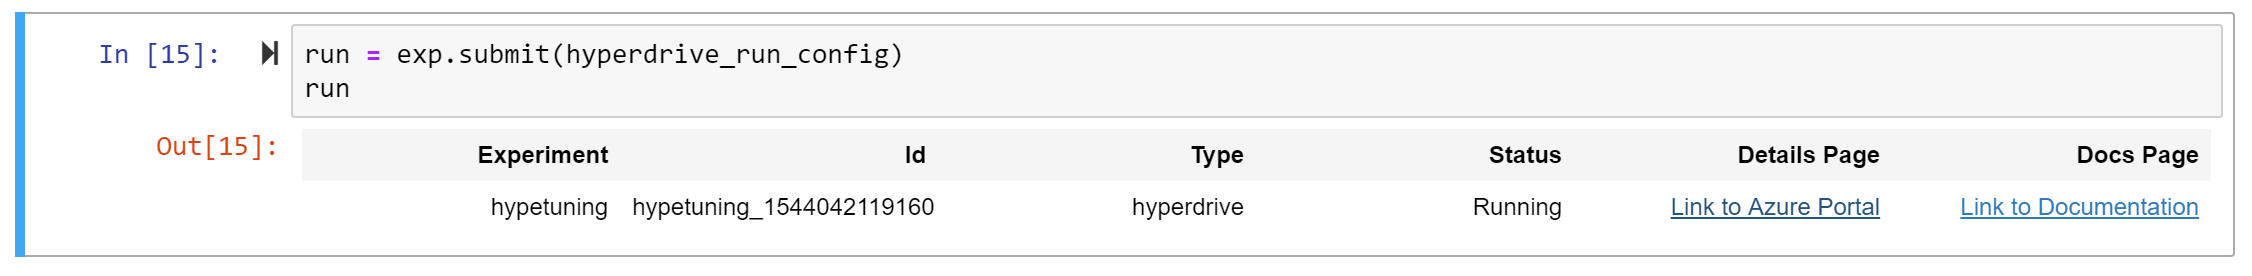 In [15]: run = exp.submit(hyperdrive_run_config)
run
Out[15]:
Experiment Id Type Status Details Page Docs Page
hypetuning hypetuning_1544042119160 hyperdrive Running Link to Azure Portal Link to Documentation